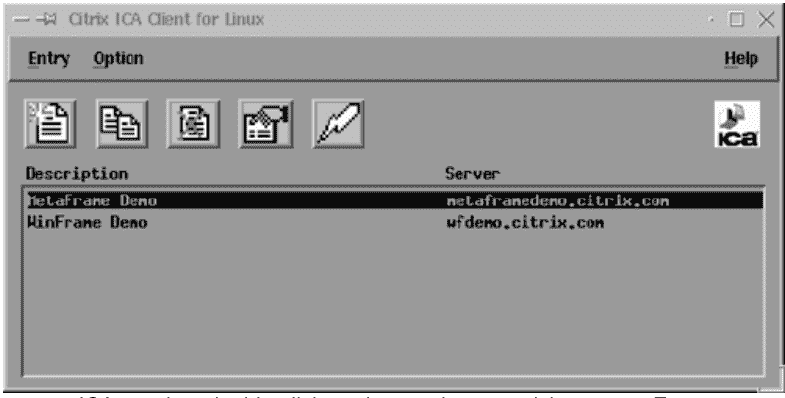 Citrix ICA Client for Linux
Entry Option Help
ica
Description Server
MetaFrame Demo metaframedemo.citrix.com
WinFrame Demo wfdemo.citrix.com